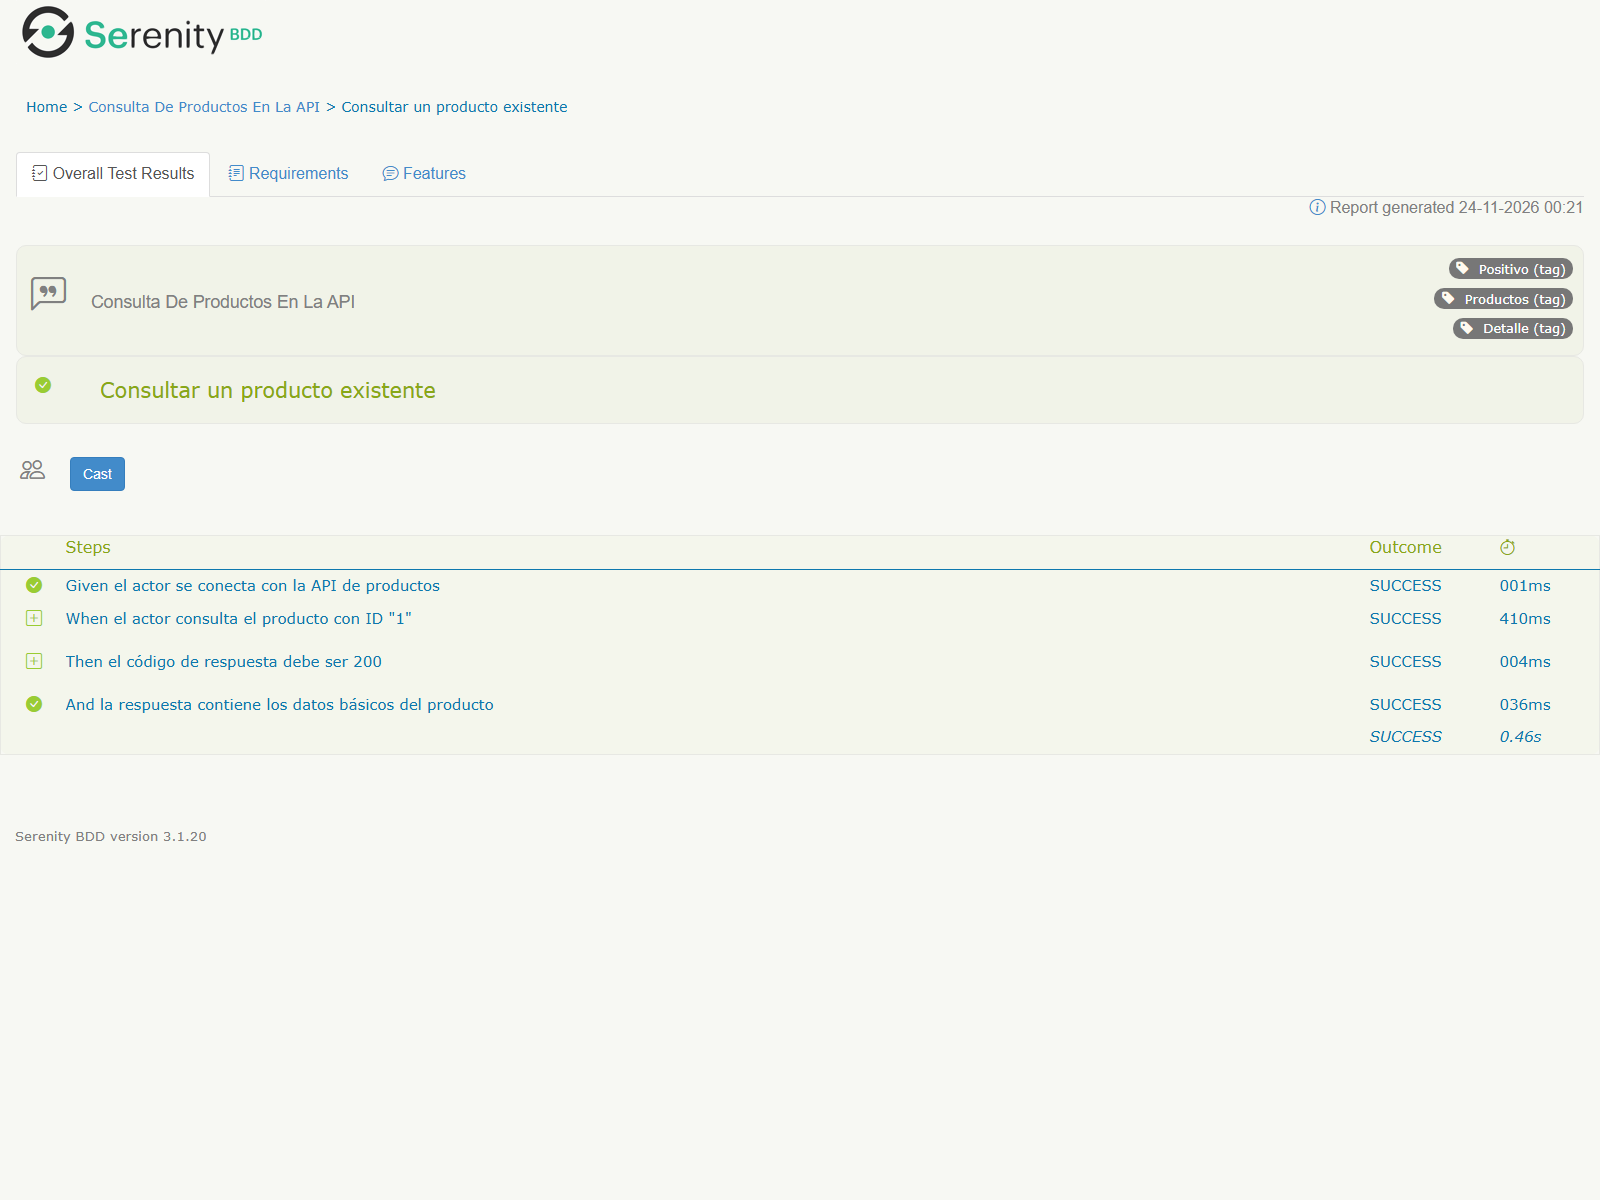 Serenity BDD
Home > Consulta De Productos En La API > Consultar un producto existente
Overall Test Results Requirements Features
Report generated 24-11-2026 00:21
Consulta De Productos En La API
Positivo (tag)
Productos (tag)
Detalle (tag)
Consultar un producto existente
Cast
Steps Outcome
Given el actor se conecta con la API de productos SUCCESS 001ms
When el actor consulta el producto con ID "1" SUCCESS 410ms
Then el código de respuesta debe ser 200 SUCCESS 004ms
And la respuesta contiene los datos básicos del producto SUCCESS 036ms
SUCCESS 0.46s
Serenity BDD version 3.1.20